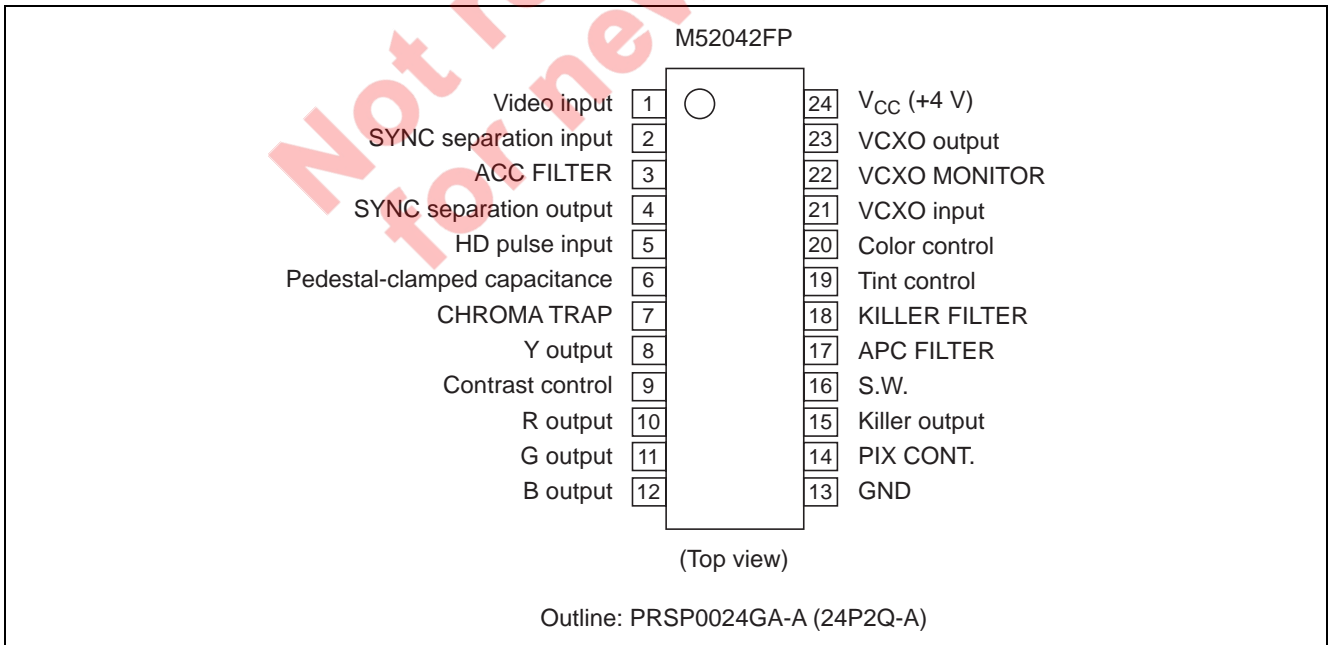 Not r
for new
M52042FP
Video input 1 24 VCC (+4 V)
SYNC separation input 2 23 VCXO output
ACC FILTER 3 22 VCXO MONITOR
SYNC separation output 4 21 VCXO input
HD pulse input 5 20 Color control
Pedestal-clamped capacitance 6 19 Tint control
CHROMA TRAP 7 18 KILLER FILTER
Y output 8 17 APC FILTER
Contrast control 9 16 S.W.
R output 10 15 Killer output
G output 11 14 PIX CONT.
B output 12 13 GND
(Top view)
Outline: PRSP0024GA-A (24P2Q-A)